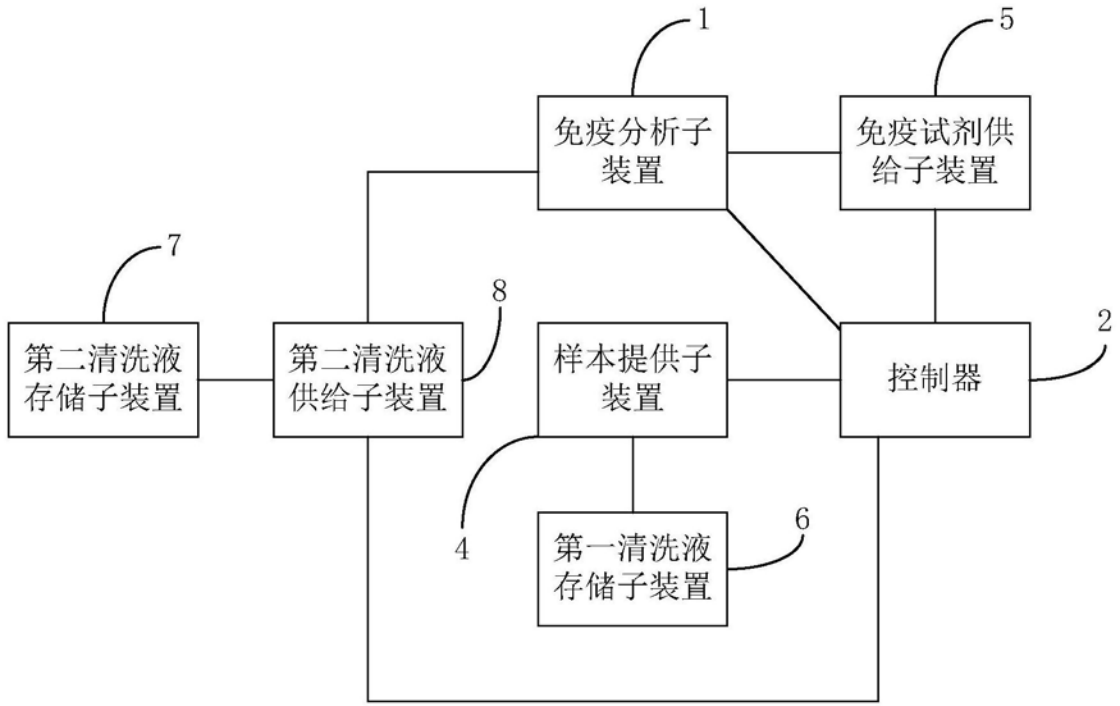 1
5
免疫分析子
装置
免疫试剂供
给子装置
7
8
2
第二清洗液
存储子装置
第二清洗液
供给子装置
样本提供子
装置
控制器
4
6
第一清洗液
存储子装置